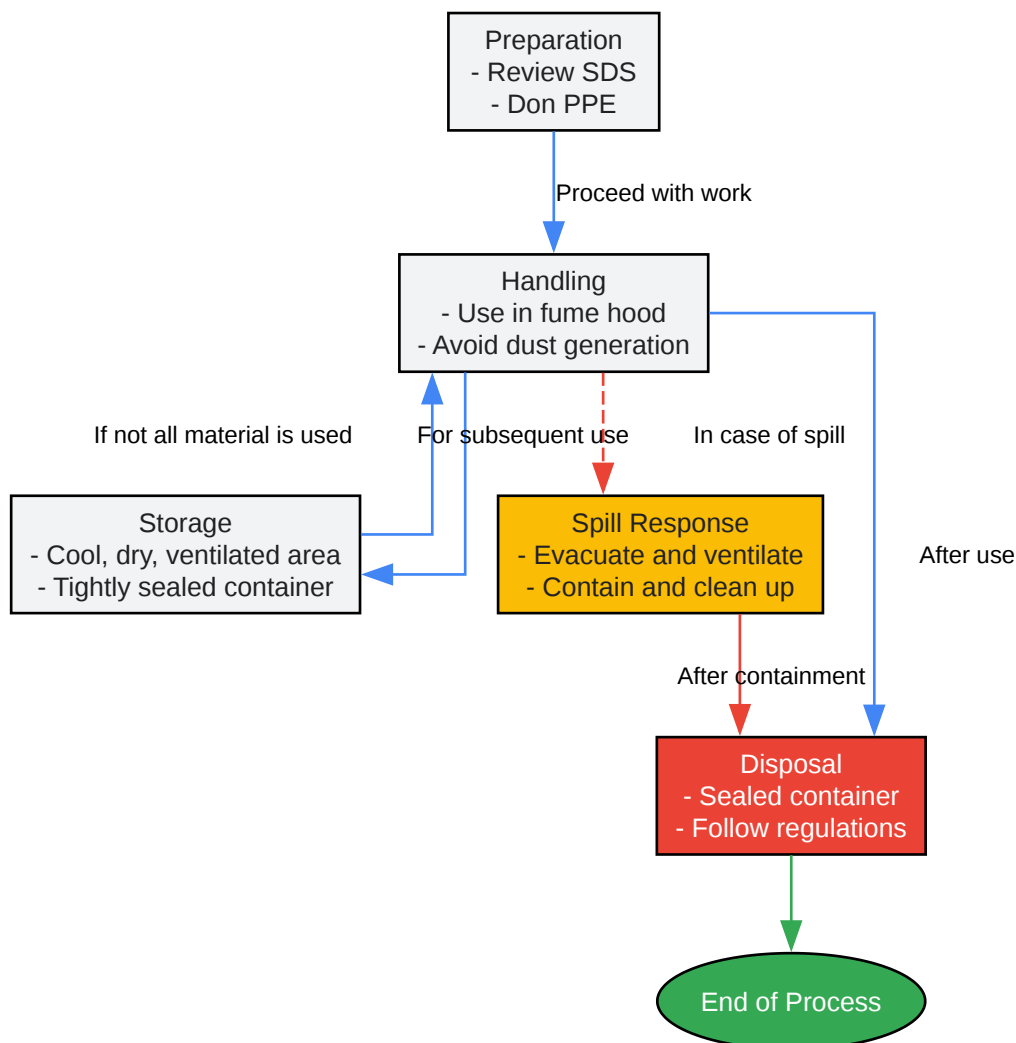 Preparation
- Review SDS
- Don PPE
Proceed with work
Handling
- Use in fume hood
- Avoid dust generation
If not all material is used
For subsequent use
In case of spill
Storage
- Cool, dry, ventilated area
- Tightly sealed container
Spill Response
- Evacuate and ventilate
- Contain and clean up
After use
After containment
Disposal
- Sealed container
- Follow regulations
End of Process